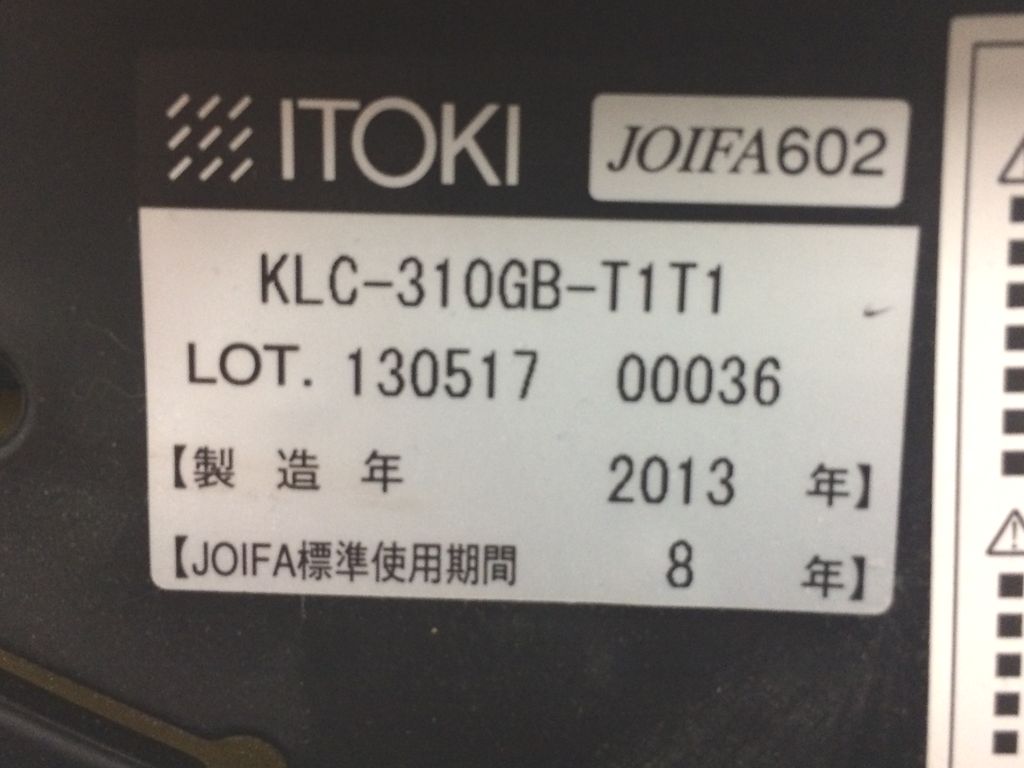 ITOKI JOIFA602
KLC-310GB-T1T1
LOT. 130517 00036
【製造年 2013 年】
【JOIFA標準使用期間 8 年】